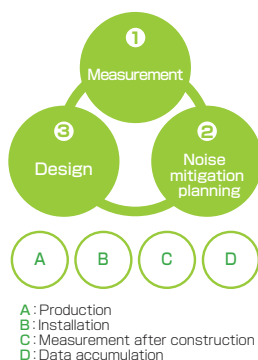 ❶
Measurement
❸
Design
❷
Noise
mitigation
planning
A B C D
A：Production
B：Installation
C：Measurement after construction
D：Data accumulation